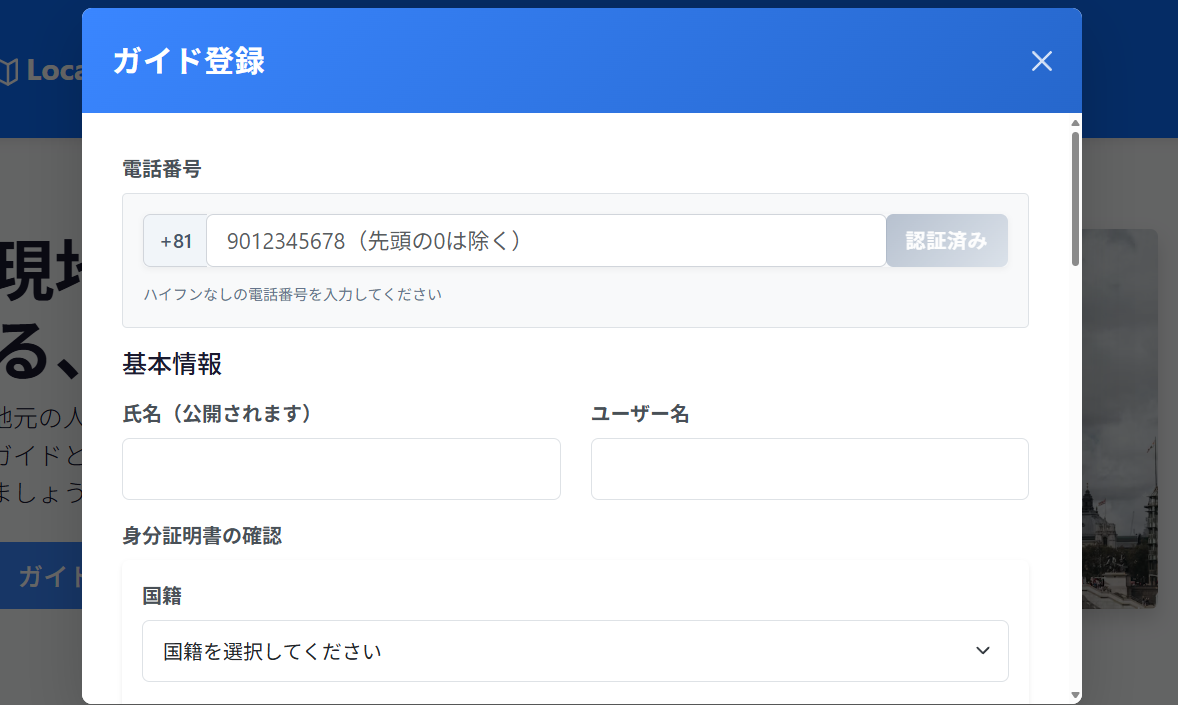 ガイド登録
Loca
電話番号
+81 9012345678（先頭の0は除く） 認証済み
ハイフンなしの電話番号を入力してください
基本情報
氏名（公開されます） ユーザー名
身分証明書の確認
国籍
国籍を選択してください
現地
る、
地元の人
ガイドと
ましょう
ガイド